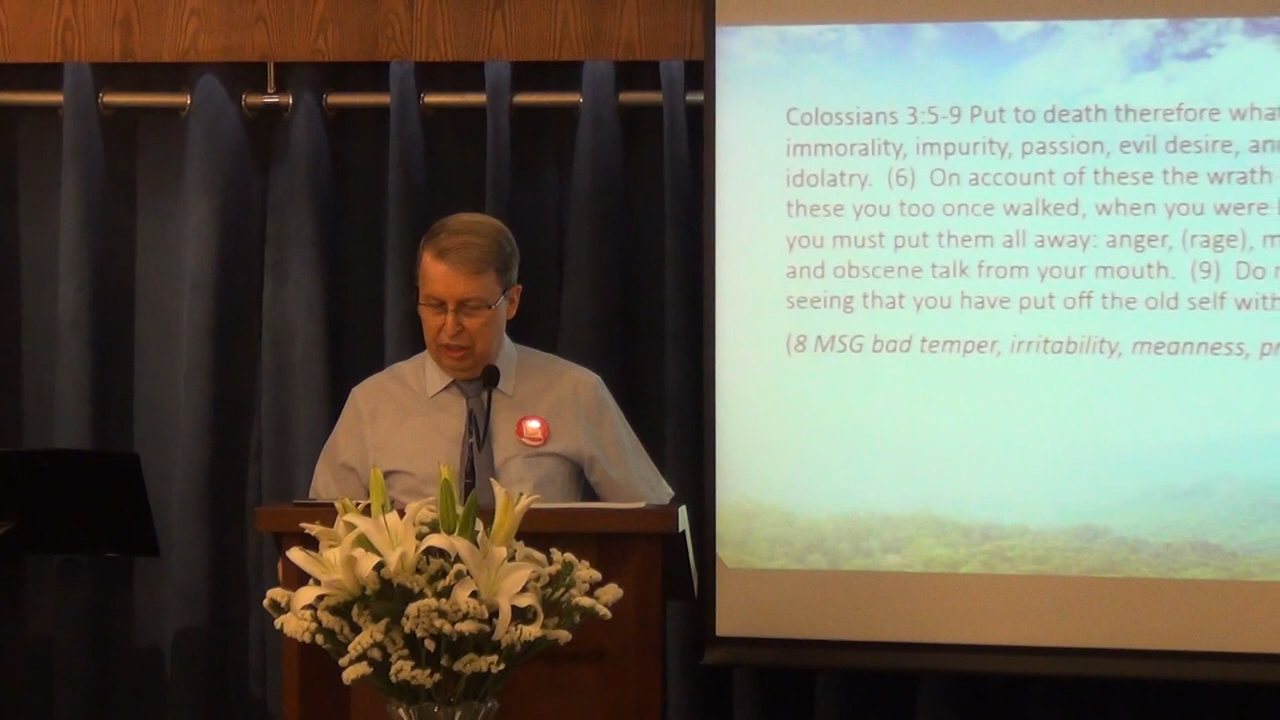 Colossians 3:5-9 Put to death therefore what
immorality, impurity, passion, evil desire, and
idolatry. (6) On account of these the wrath
these you too once walked, when you were
you must put them all away: anger, (rage), m
and obscene talk from your mouth. (9) Do
seeing that you have put off the old self with
(8 MSG bad temper, irritability, meanness, pr